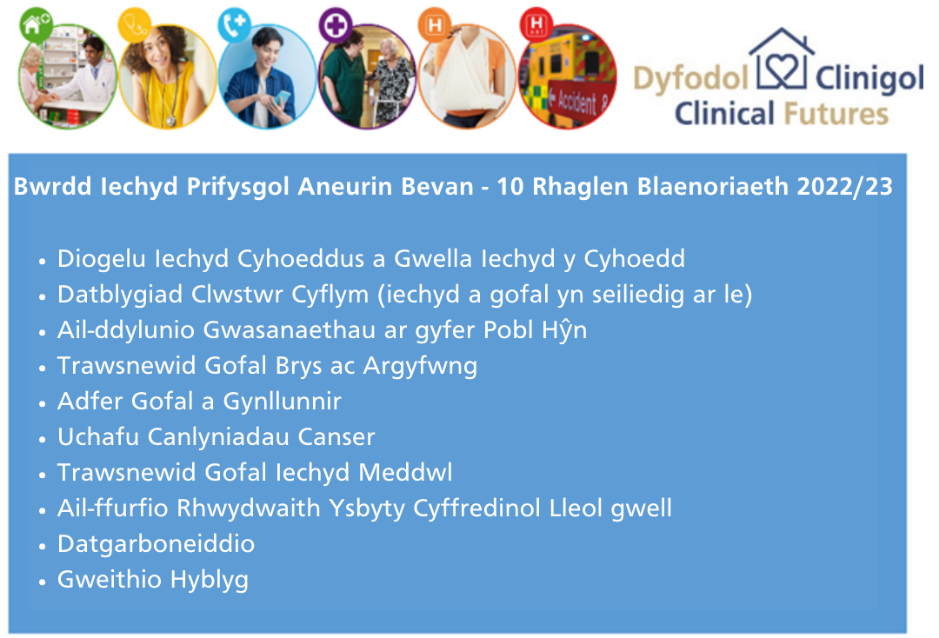 H
H
A&E
Accident &
Dyfodol Clinigol
Clinical Futures
Bwrdd Iechyd Prifysgol Aneurin Bevan - 10 Rhaglen Blaenoriaeth 2022/23
• Diogelu Iechyd Cyhoeddus a Gwella Iechyd y Cyhoedd
• Datblygiad Clwstwr Cyflym (iechyd a gofal yn seiliedig ar le)
• Ail-ddylunio Gwasanaethau ar gyfer Pobl Hŷn
• Trawsnewid Gofal Brys ac Argyfwng
• Adfer Gofal a Gynllunnir
• Uchafu Canlyniadau Canser
• Trawsnewid Gofal Iechyd Meddwl
• Ail-ffurfio Rhwydwaith Ysbyty Cyffredinol Lleol gwell
• Datgarboneiddio
• Gweithio Hyblyg